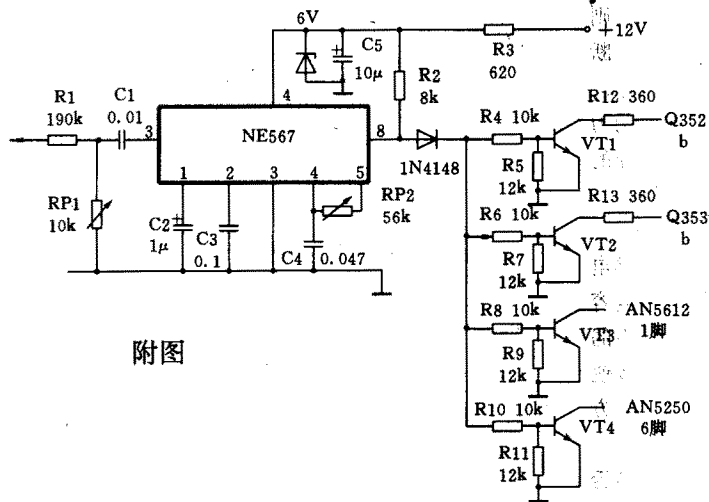 6V
+12V
C5
10μ
R3
620
R2
8k
R1
190k
C1
0.01
4
3
NE567
8
1N4148
1 2 3 4 5
RP1
10k
C2
1μ
C3
0.1
C4
0.047
RP2
56k
R4 10k
R5
12k
VT1
R12 360
Q352
b
R6 10k
R7
12k
VT2
R13 360
Q353
b
R8 10k
R9
12k
VT3
AN5612
1脚
R10 10k
R11
12k
VT4
AN5250
6脚
附图